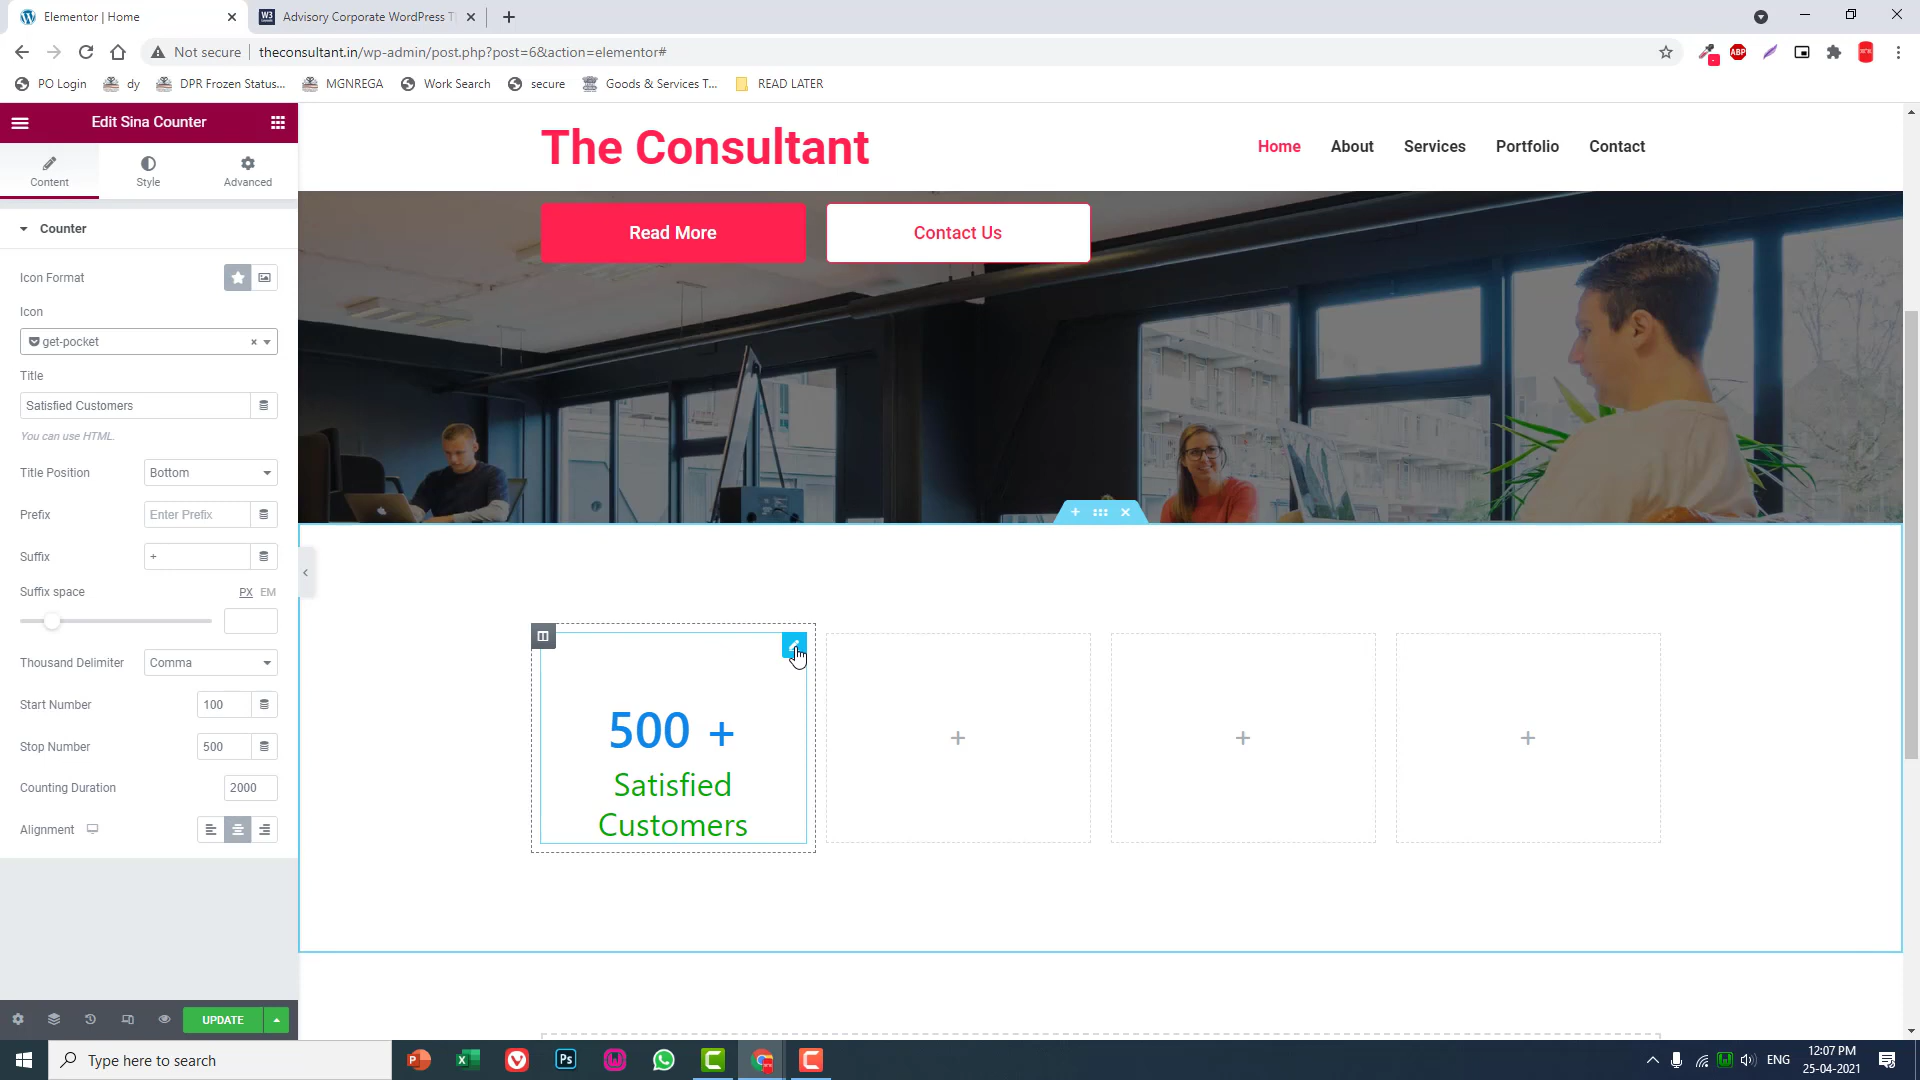 Elementor | Home
Advisory Corporate WordPress T
Not secure
theconsultant.in/wp-admin/post.php?post=6&action=elementor#
PO Login
dy
DPR Frozen Status...
MGNREGA
Work Search
secure
Goods & Services T...
READ LATER
Edit Sina Counter
Content
Style
Advanced
Counter
Icon Format
Icon
get-pocket
Title
Satisfied Customers
You can use HTML.
Title Position
Bottom
Prefix
Enter Prefix
Suffix
+
Suffix space
PX EM
Thousand Delimiter
Comma
Start Number
100
Stop Number
500
Counting Duration
2000
Alignment
UPDATE
The Consultant
Home
About
Services
Portfolio
Contact
Read More
Contact Us
500 +
Satisfied
Customers
Type here to search
ENG
12:07 PM
25-04-2021